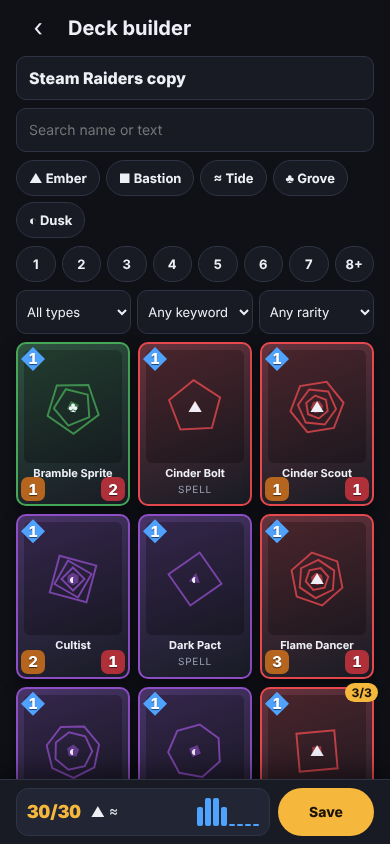 ‹ Deck builder
Steam Raiders copy
Search name or text
▲ Ember ■ Bastion ≈ Tide ♣ Grove
◖ Dusk
1 2 3 4 5 6 7 8+
All types Any keyword Any rarity
1 1 1
Bramble Sprite Cinder Bolt Cinder Scout
1 2 SPELL 1 1
1 1 1
Cultist Dark Pact Flame Dancer
2 1 SPELL 3 1
3/3
1 1 1
30/30 ▲ ≈ Save